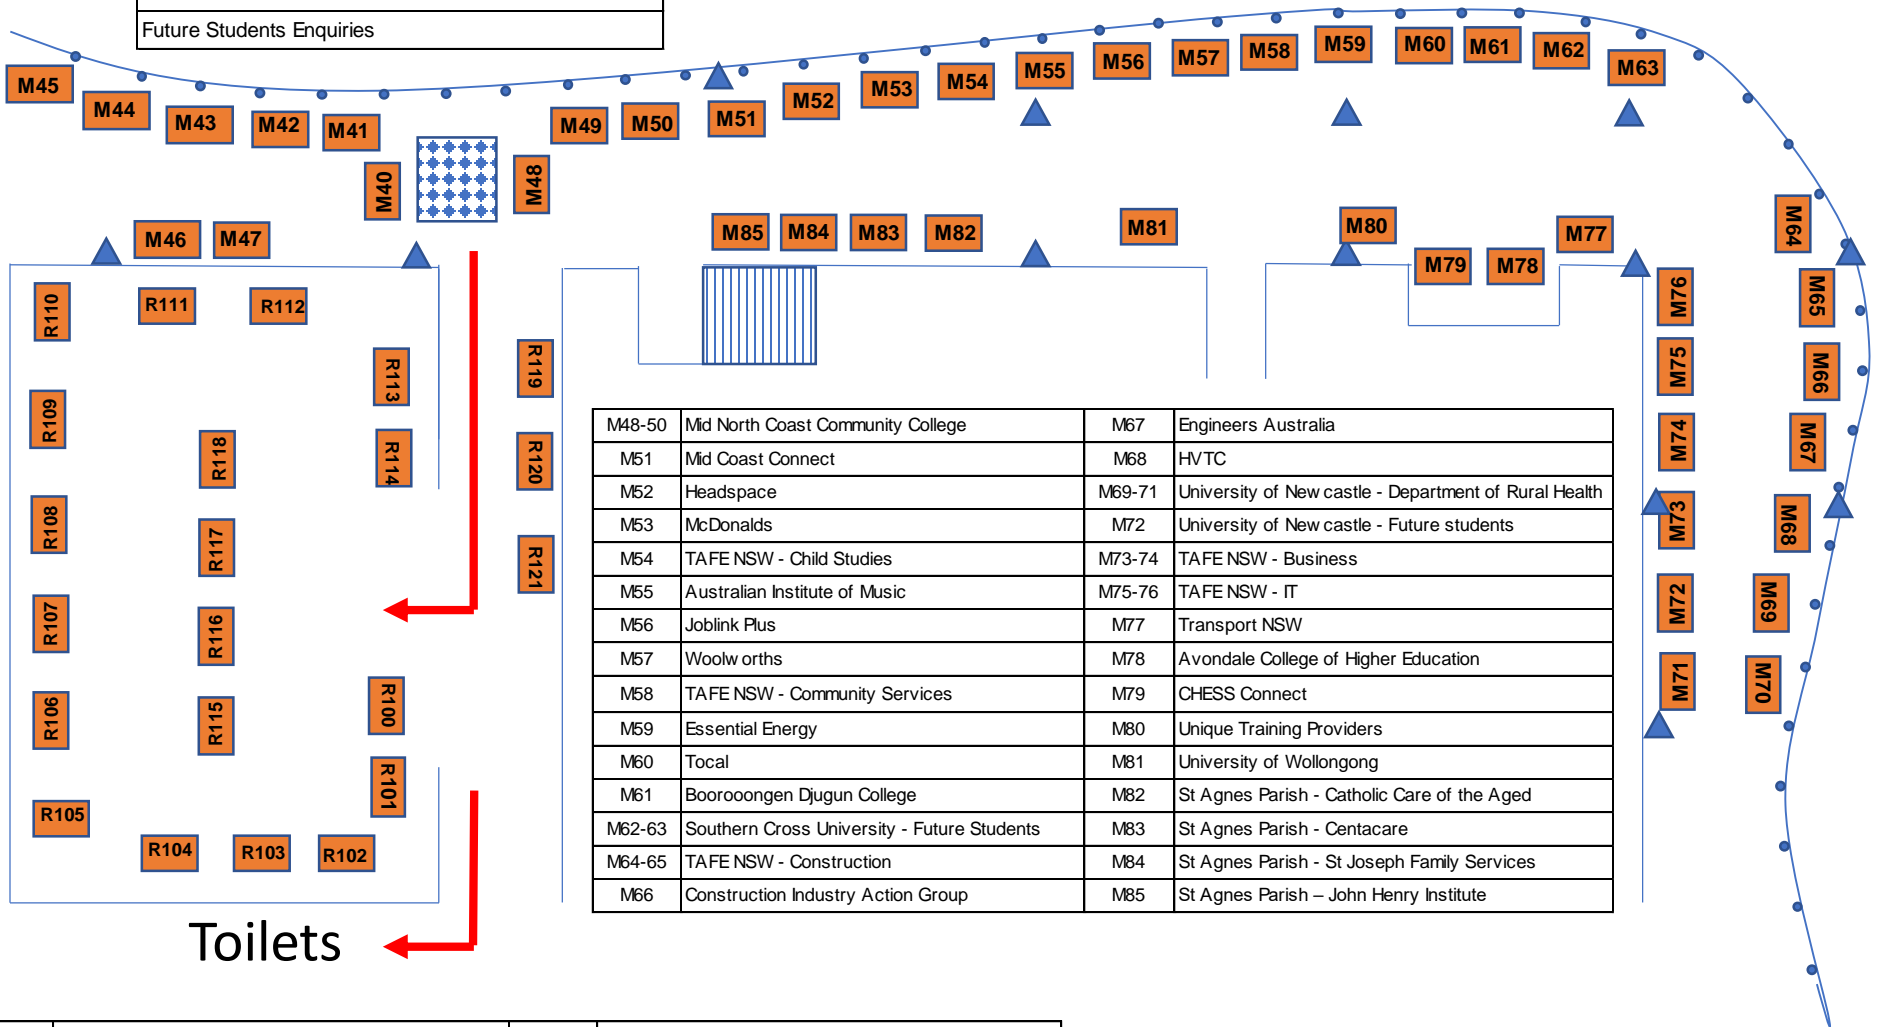 Future Students Enquiries
M45
M44
M43
M42
M41
M40
M48
M49
M50
M51
M52
M53
M54
M55
M56
M57
M58
M59
M60
M61
M62
M63
M46
M47
M85
M84
M83
M82
M81
M80
M79
M78
M77
M64
M65
M66
M67
M68
M69
M70
M76
M75
M74
M73
M72
M71
R110
R111
R112
R113
R114
R109
R118
R108
R117
R107
R116
R106
R115
R100
R101
R105
R104
R103
R102
R119
R120
R121
M48-50 Mid North Coast Community College M67 Engineers Australia
M51 Mid Coast Connect M68 HVTC
M52 Headspace M69-71 University of Newcastle - Department of Rural Health
M53 McDonalds M72 University of Newcastle - Future students
M54 TAFE NSW - Child Studies M73-74 TAFE NSW - Business
M55 Australian Institute of Music M75-76 TAFE NSW - IT
M56 Joblink Plus M77 Transport NSW
M57 Woolworths M78 Avondale College of Higher Education
M58 TAFE NSW - Community Services M79 CHESS Connect
M59 Essential Energy M80 Unique Training Providers
M60 Tocal M81 University of Wollongong
M61 Boorooongen Djugun College M82 St Agnes Parish - Catholic Care of the Aged
M62-63 Southern Cross University - Future Students M83 St Agnes Parish - Centacare
M64-65 TAFE NSW - Construction M84 St Agnes Parish - St Joseph Family Services
M66 Construction Industry Action Group M85 St Agnes Parish – John Henry Institute
Toilets